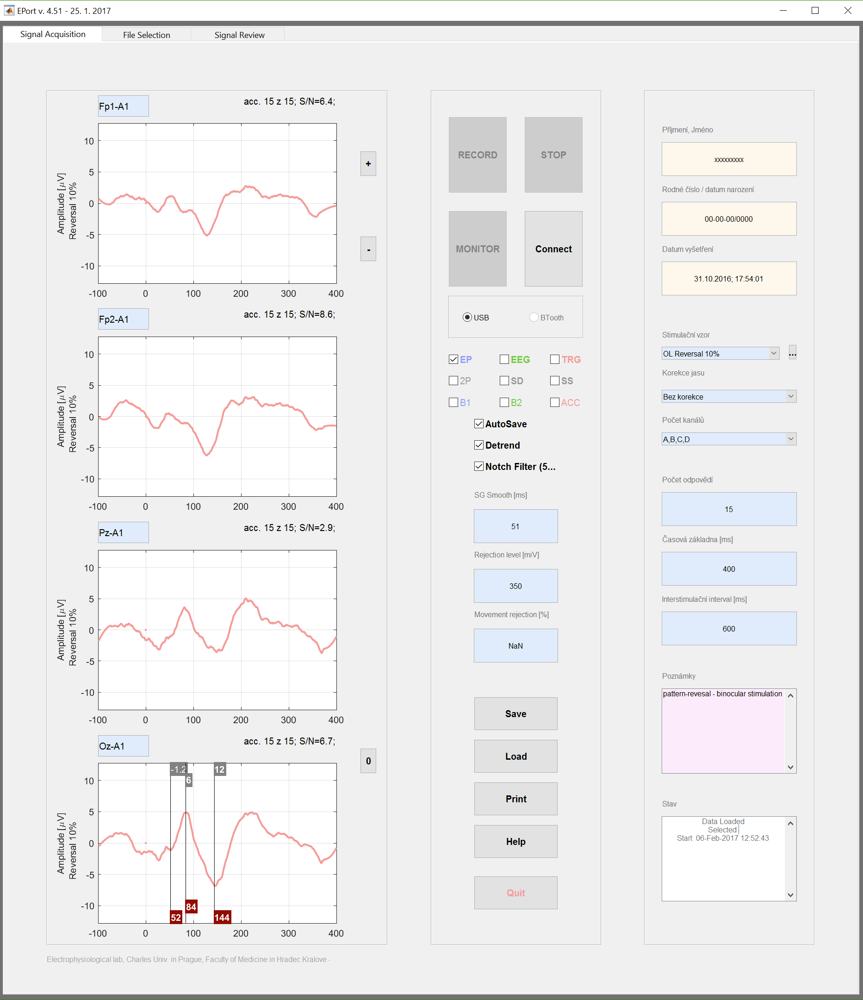 EPort v. 4.51 - 25. 1. 2017
Signal Acquisition
File Selection
Signal Review
Fp1-A1
acc. 15 z 15; S/N=6.4;
Amplitude [µV]
Reversal 10%
10
5
0
-5
-10
-100 0 100 200 300 400
+
-
Fp2-A1
acc. 15 z 15; S/N=8.6;
Amplitude [µV]
Reversal 10%
10
5
0
-5
-10
-100 0 100 200 300 400
Pz-A1
acc. 15 z 15; S/N=2.9;
Amplitude [µV]
Reversal 10%
10
5
0
-5
-10
-100 0 100 200 300 400
Oz-A1
acc. 15 z 15; S/N=6.7;
0
-1.2
6
12
Amplitude [µV]
Reversal 10%
10
5
0
-5
-10
52
84
144
-100 0 100 200 300 400
RECORD
STOP
MONITOR
Connect
USB
BTooth
EP
EEG
TRG
2P
SD
SS
B1
B2
ACC
AutoSave
Detrend
Notch Filter (5...
SG Smooth [ms]
51
Rejection level [miV]
350
Movement rejection [%]
NaN
Save
Load
Print
Help
Quit
Příjmení, Jméno
xxxxxxxxx
Rodné číslo / datum narození
00-00-00/0000
Datum vyšetření
31.10.2016; 17:54:01
Stimulační vzor
OL Reversal 10%
...
Korekce jasu
Bez korekce
Počet kanálů
A,B,C,D
Počet odpovědí
15
Časová základna [ms]
400
Interstimulační interval [ms]
600
Poznámky
pattern-revesal - binocular stimulation
Stav
Data Loaded
Selected
Start 06-Feb-2017 12:52:43
Electrophysiological lab, Charles Univ. in Prague, Faculty of Medicine in Hradec Kralove -